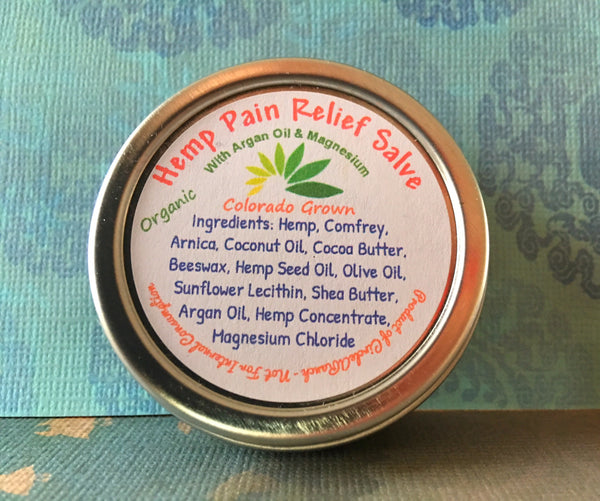 Hemp Pain Relief Salve
With Argan Oil & Magnesium
Organic
Colorado Grown
Ingredients: Hemp, Comfrey,
Arnica, Coconut Oil, Cocoa Butter,
Beeswax, Hemp Seed Oil, Olive Oil,
Sunflower Lecithin, Shea Butter,
Argan Oil, Hemp Concentrate,
Magnesium Chloride
Product of CircleARanch - Not For Internal Consumption